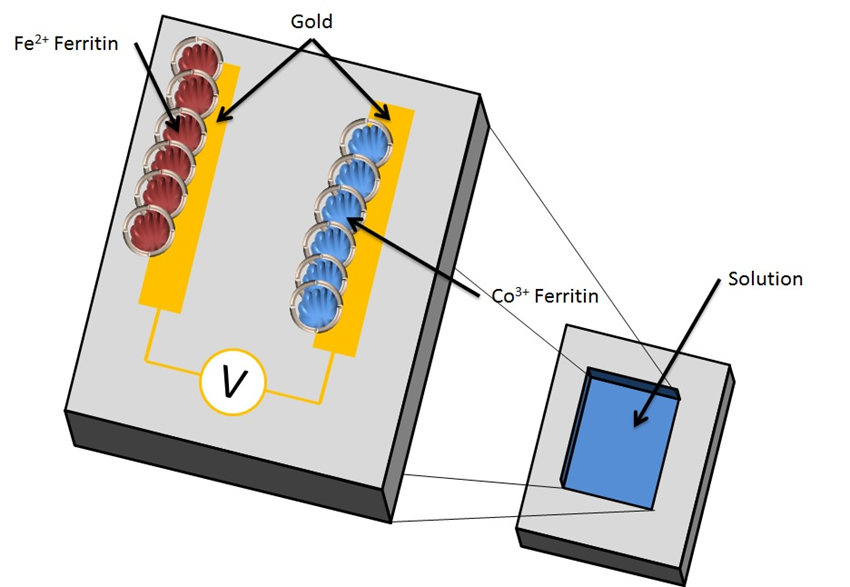 Gold
Fe²⁺ Ferritin
Solution
Co³⁺ Ferritin
V